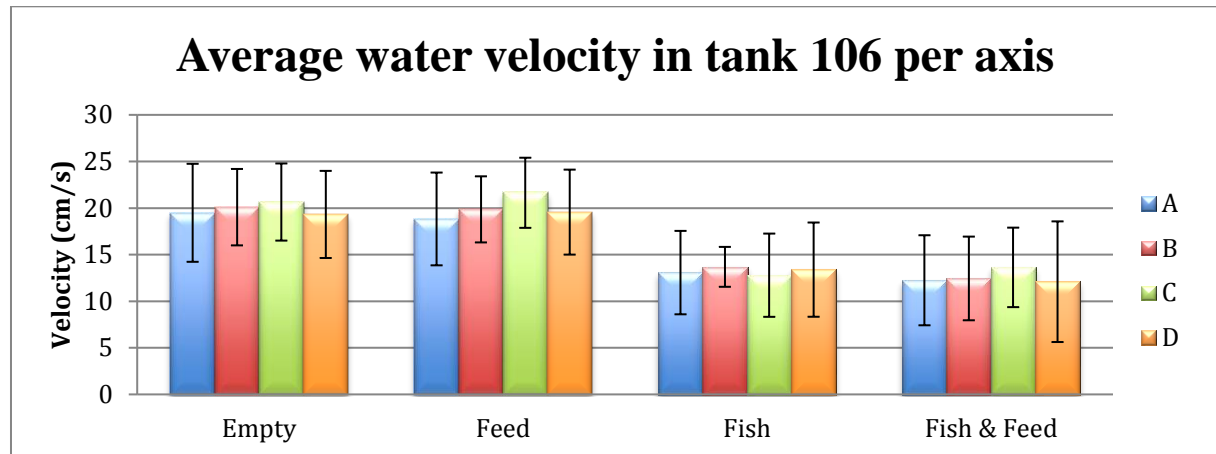 Average water velocity in tank 106 per axis
Velocity (cm/s)
30
25
20
15
10
5
0
Empty
Feed
Fish
Fish & Feed
A
B
C
D